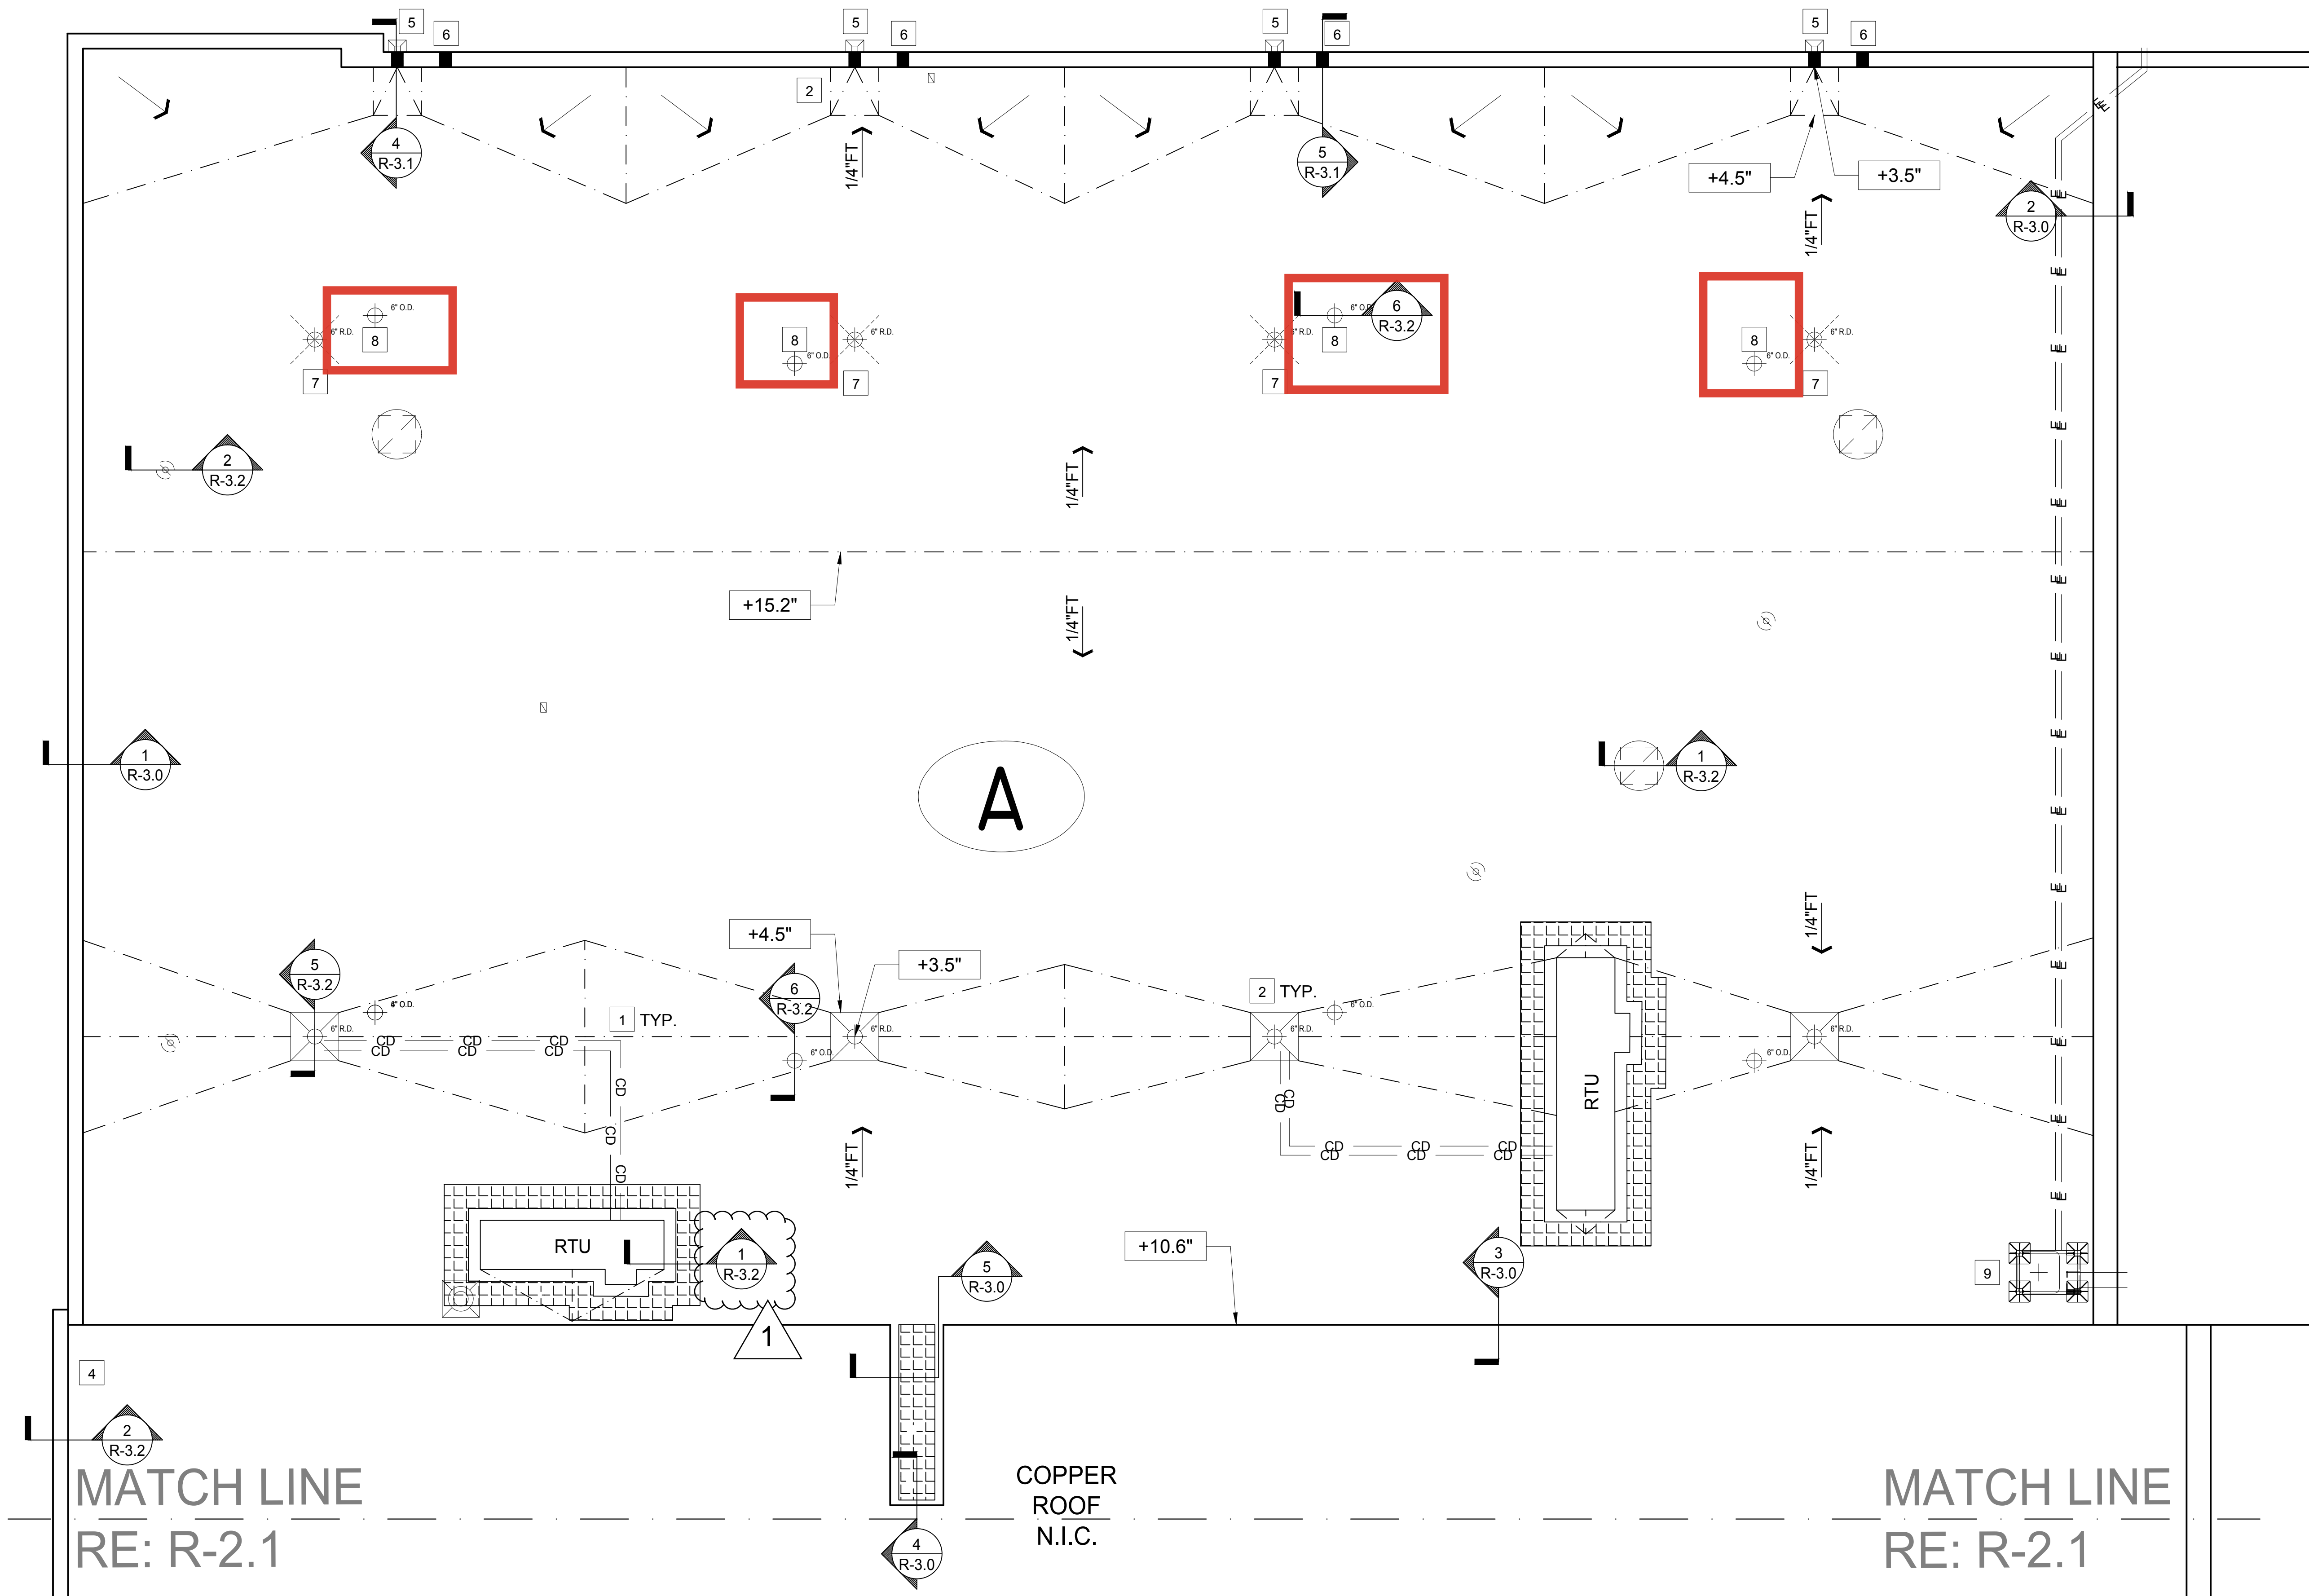 5
6
5
6
5
6
5
6
2
4
R-3.1
1/4"FT
5
R-3.1
+4.5"
+3.5"
1/4"FT
2
R-3.0
6" O.D.
6" R.D.
8
7
8
6" O.D.
6" R.D.
7
6" O.D.
6" R.D.
8
7
6
R-3.2
8
6" O.D.
6" R.D.
7
2
R-3.2
1/4"FT
+15.2"
1/4"FT
1
R-3.0
A
1
R-3.2
1/4"FT
+4.5"
+3.5"
5
R-3.2
6" O.D.
6" R.D.
1 TYP.
6
R-3.2
6" R.D.
6" O.D.
2 TYP.
6" O.D.
6" R.D.
6" R.D.
6" O.D.
CD CD CD
CD CD CD
CD
CD
CD
CD
CD
CD CD CD
CD CD CD
1/4"FT
RTU
1/4"FT
RTU
1
R-3.2
1
5
R-3.0
+10.6"
3
R-3.0
9
4
2
R-3.2
MATCH LINE
RE: R-2.1
COPPER
ROOF
N.I.C.
4
R-3.0
MATCH LINE
RE: R-2.1